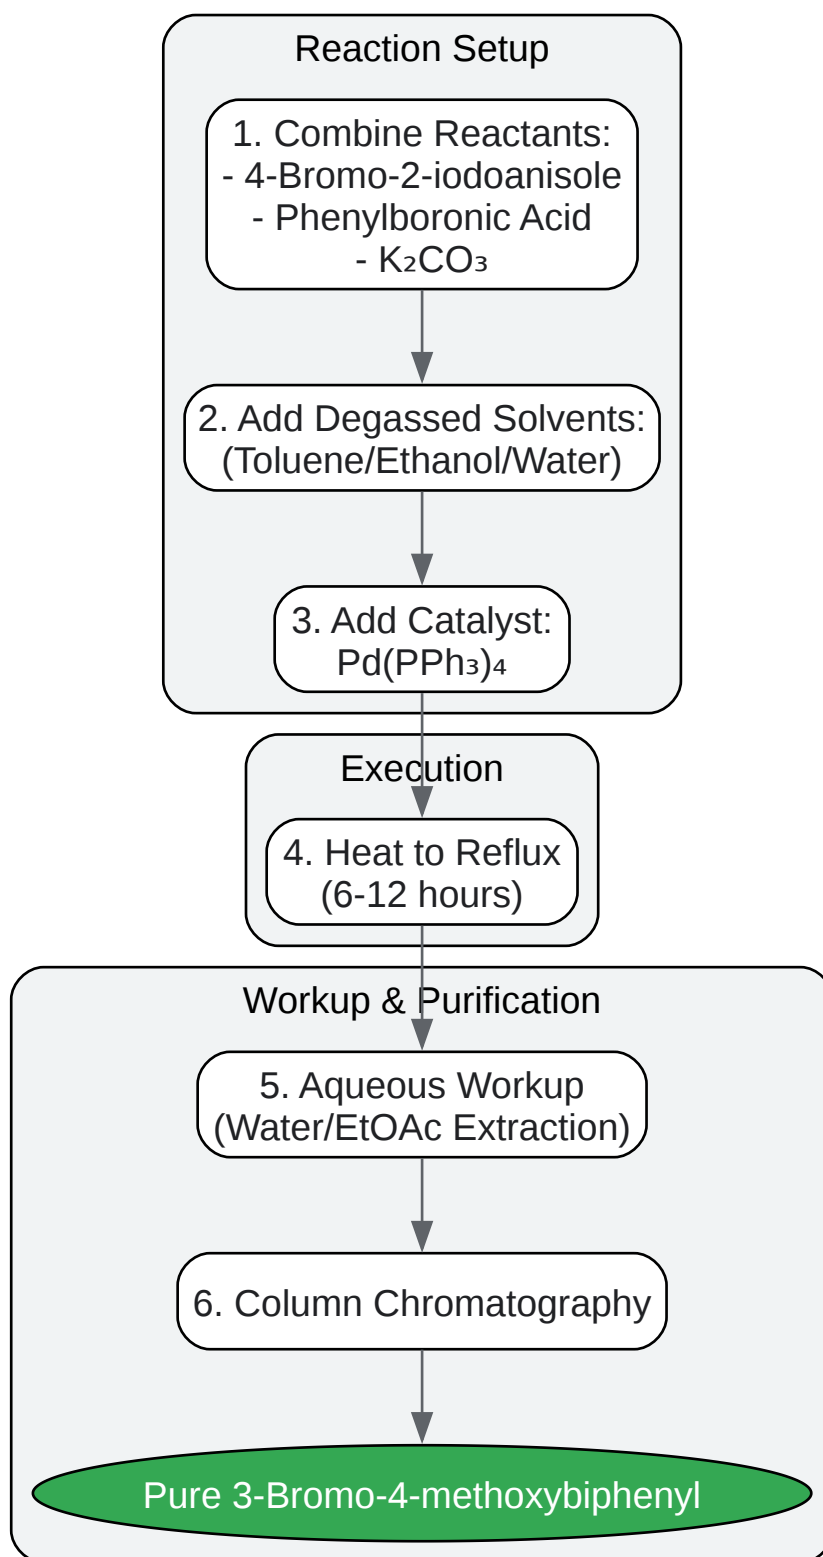 Reaction Setup
1. Combine Reactants:
- 4-Bromo-2-iodoanisole
- Phenylboronic Acid
- K₂CO₃
2. Add Degassed Solvents:
(Toluene/Ethanol/Water)
3. Add Catalyst:
Pd(PPh₃)₄
Execution
4. Heat to Reflux
(6-12 hours)
Workup & Purification
5. Aqueous Workup
(Water/EtOAc Extraction)
6. Column Chromatography
Pure 3-Bromo-4-methoxybiphenyl